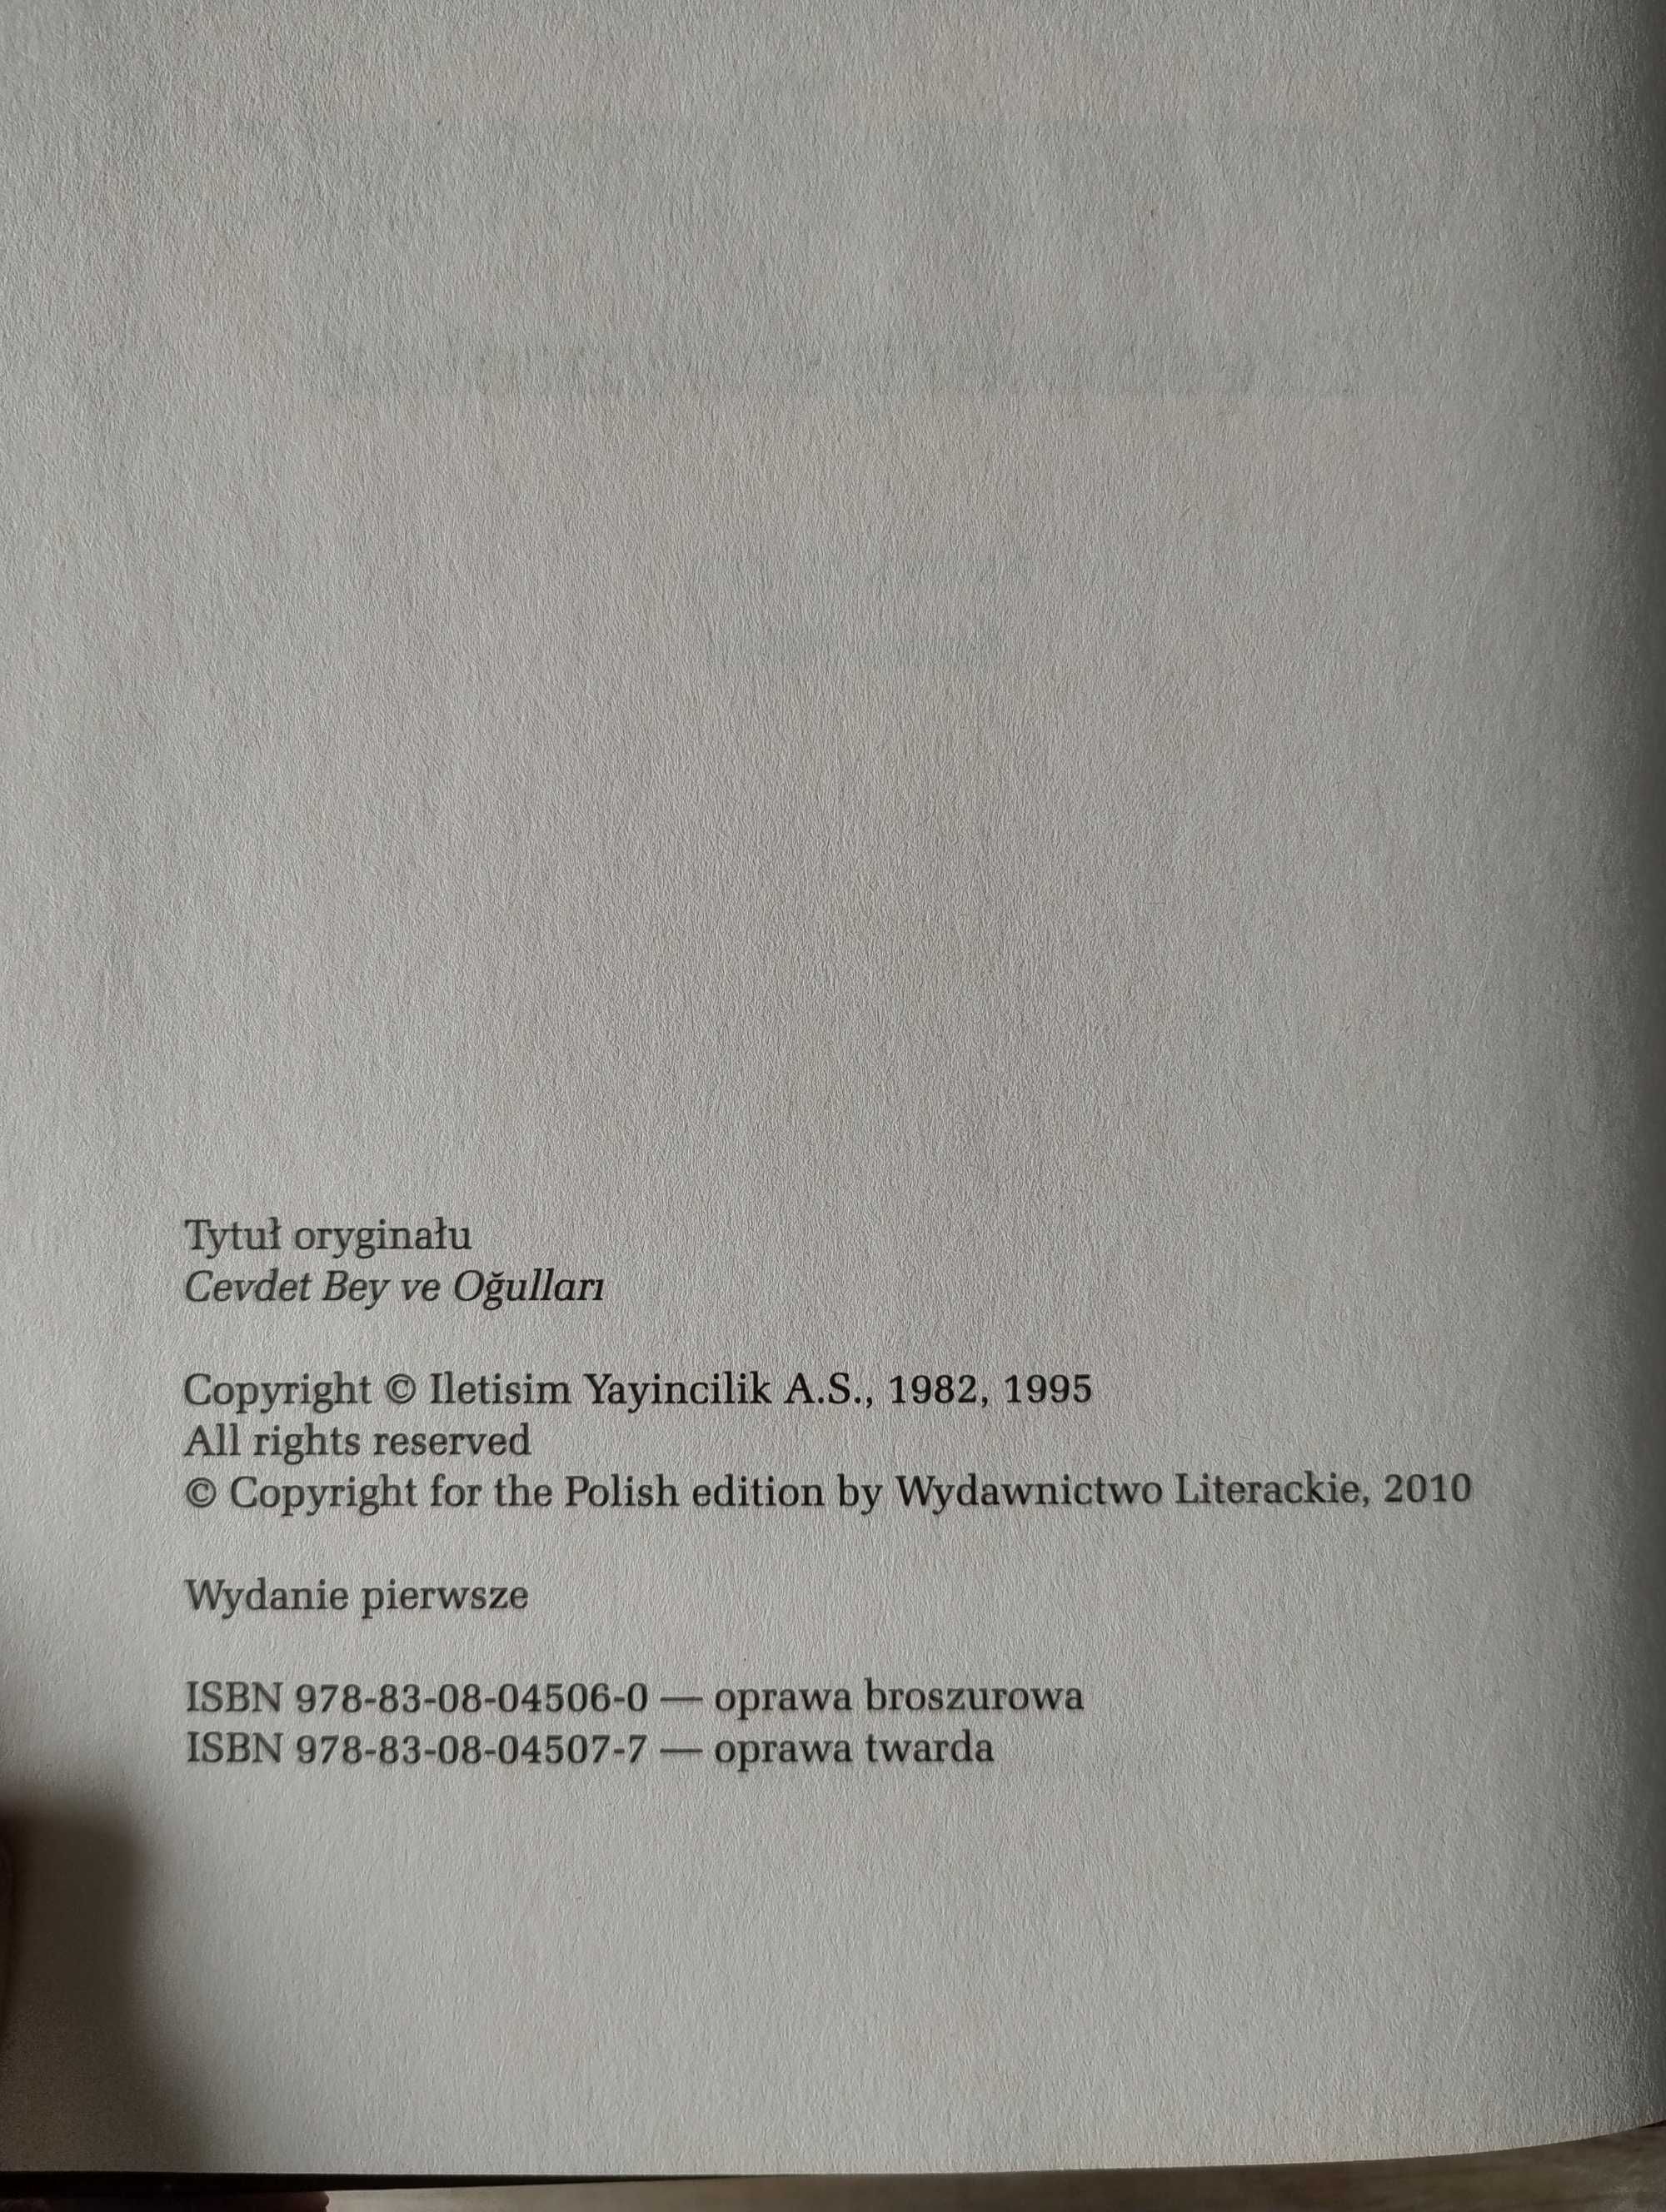 Tytuł oryginału
Cevdet Bey ve Oğulları
Copyright © Iletisim Yayincilik A.S., 1982, 1995
All rights reserved
© Copyright for the Polish edition by Wydawnictwo Literackie, 2010
Wydanie pierwsze
ISBN 978-83-08-04506-0 — oprawa broszurowa
ISBN 978-83-08-04507-7 — oprawa twarda